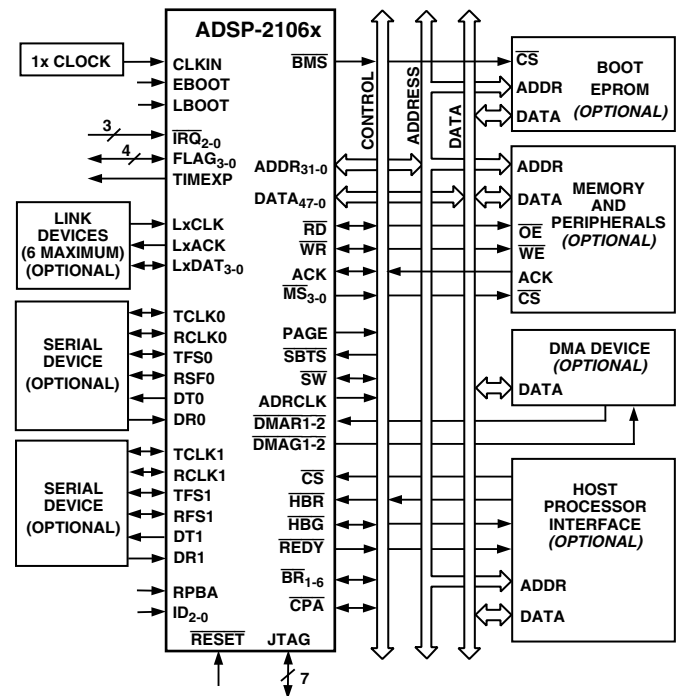 ADSP-2106x
1x CLOCK
CLKIN
EBOOT
LBOOT
3
IRQ2-0
4
FLAG3-0
TIMEXP
LINK
DEVICES
(6 MAXIMUM)
(OPTIONAL)
LxCLK
LxACK
LxDAT3-0
SERIAL
DEVICE
(OPTIONAL)
TCLK0
RCLK0
TFS0
RSF0
DT0
DR0
SERIAL
DEVICE
(OPTIONAL)
TCLK1
RCLK1
TFS1
RFS1
DT1
DR1
RPBA
ID2-0
RESET
JTAG
7
BMS
ADDR31-0
DATA47-0
RD
WR
ACK
MS3-0
PAGE
SBTS
SW
ADRCLK
DMAR1-2
DMAG1-2
CS
HBR
HBG
REDY
BR1-6
CPA
CONTROL
ADDRESS
DATA
CS
ADDR
DATA
BOOT
EPROM
(OPTIONAL)
ADDR
DATA
OE
WE
ACK
CS
MEMORY
AND
PERIPHERALS
(OPTIONAL)
DMA DEVICE
(OPTIONAL)
DATA
HOST
PROCESSOR
INTERFACE
(OPTIONAL)
ADDR
DATA